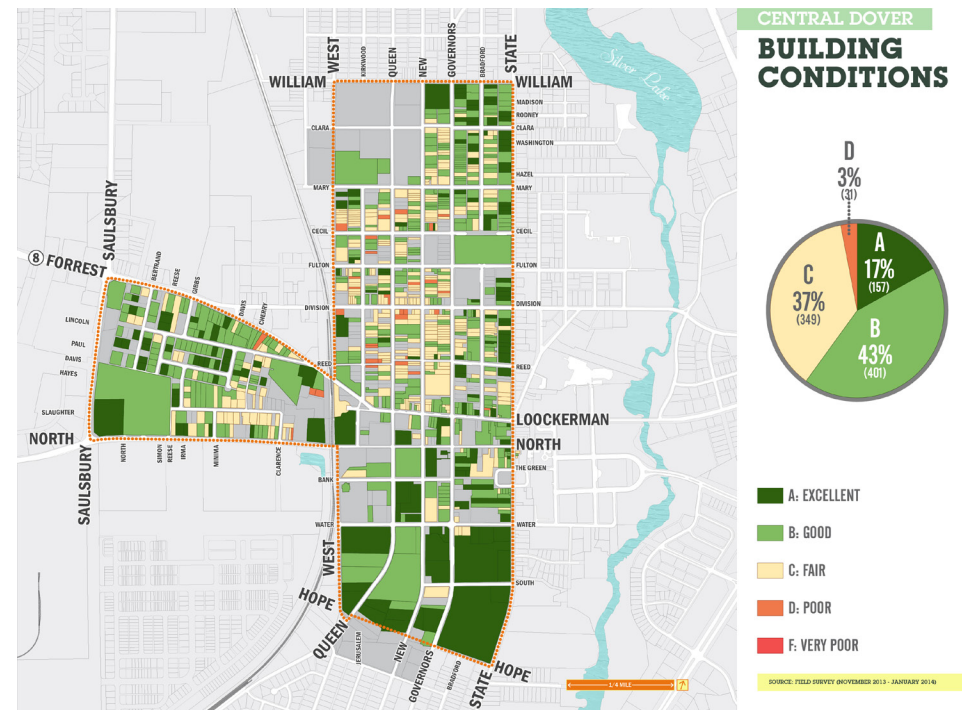 CENTRAL DOVER
BUILDING
CONDITIONS
WEST
KIRKWOOD
QUEEN
NEW
GOVERNORS
BRADFORD
STATE
WILLIAM
WILLIAM
Silver Lake
MADISON
ROONEY
CLARA
CLARA
WASHINGTON
HAZEL
MARY
MARY
CECIL
CECIL
FULTON
FULTON
DIVISION
DIVISION
REED
REED
LOOCKERMAN
NORTH
THE GREEN
BANK
WATER
WATER
SOUTH
SAULSBURY
8 FORREST
BERTRAND
REESE
GIBBS
CHERRY
LINCOLN
PAUL
DAVIS
HAYES
SLAUGHTER
NORTH
SAULSBURY
NORTH
SIMON
REESE
IRMA
MINIMA
CLARENCE
WEST
HOPE
QUEEN
JERUSALEM
NEW
GOVERNORS
BRADFORD
STATE
HOPE
1/4 MILE
D
3%
(31)
A
17%
(157)
C
37%
(349)
B
43%
(401)
A: EXCELLENT
B: GOOD
C: FAIR
D: POOR
F: VERY POOR
SOURCE: FIELD SURVEY (NOVEMBER 2013 - JANUARY 2014)